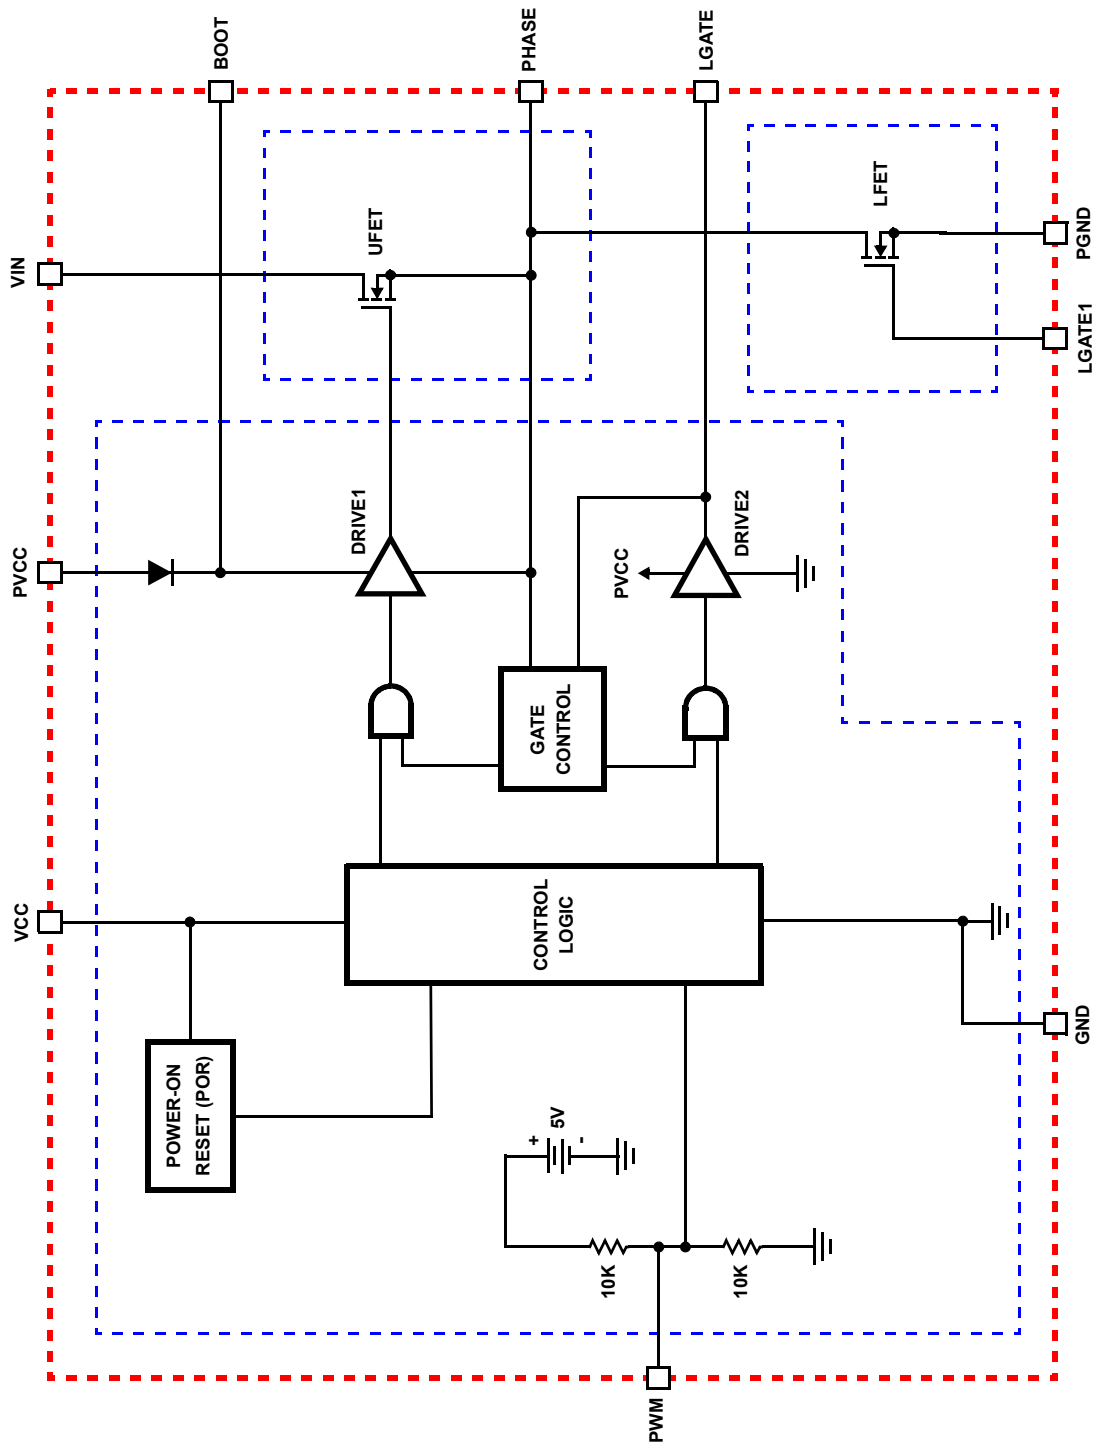 VCC
PVCC
VIN
BOOT
POWER-ON
RESET (POR)
DRIVE1
UFET
PHASE
CONTROL
LOGIC
GATE
CONTROL
PVCC
DRIVE2
LGATE
+
5V
-
10K
10K
PWM
LFET
GND
LGATE1
PGND